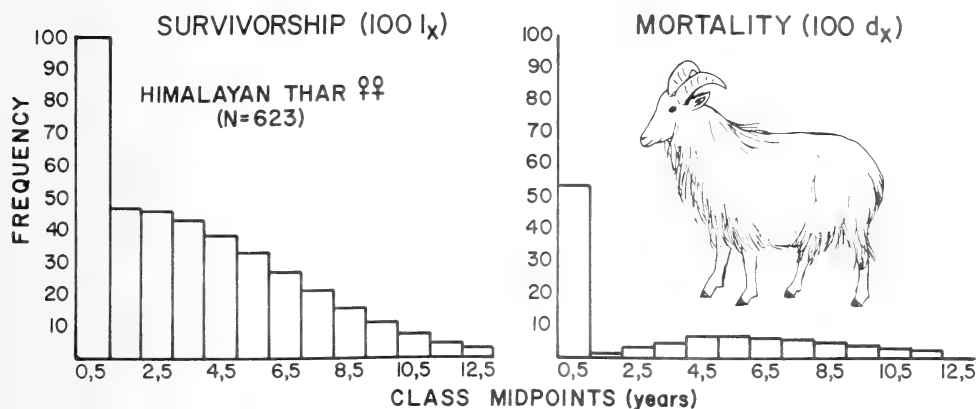 SURVIVORSHIP (100 lx)
100
90
80
70
60
50
40
30
20
10
FREQUENCY
HIMALAYAN THAR ♀♀
(N=623)
0,5 2,5 4,5 6,5 8,5 10,5 12,5
MORTALITY (100 dx)
100
90
80
70
60
50
40
30
20
10
0,5 2,5 4,5 6,5 8,5 10,5 12,5
CLASS MIDPOINTS (years)